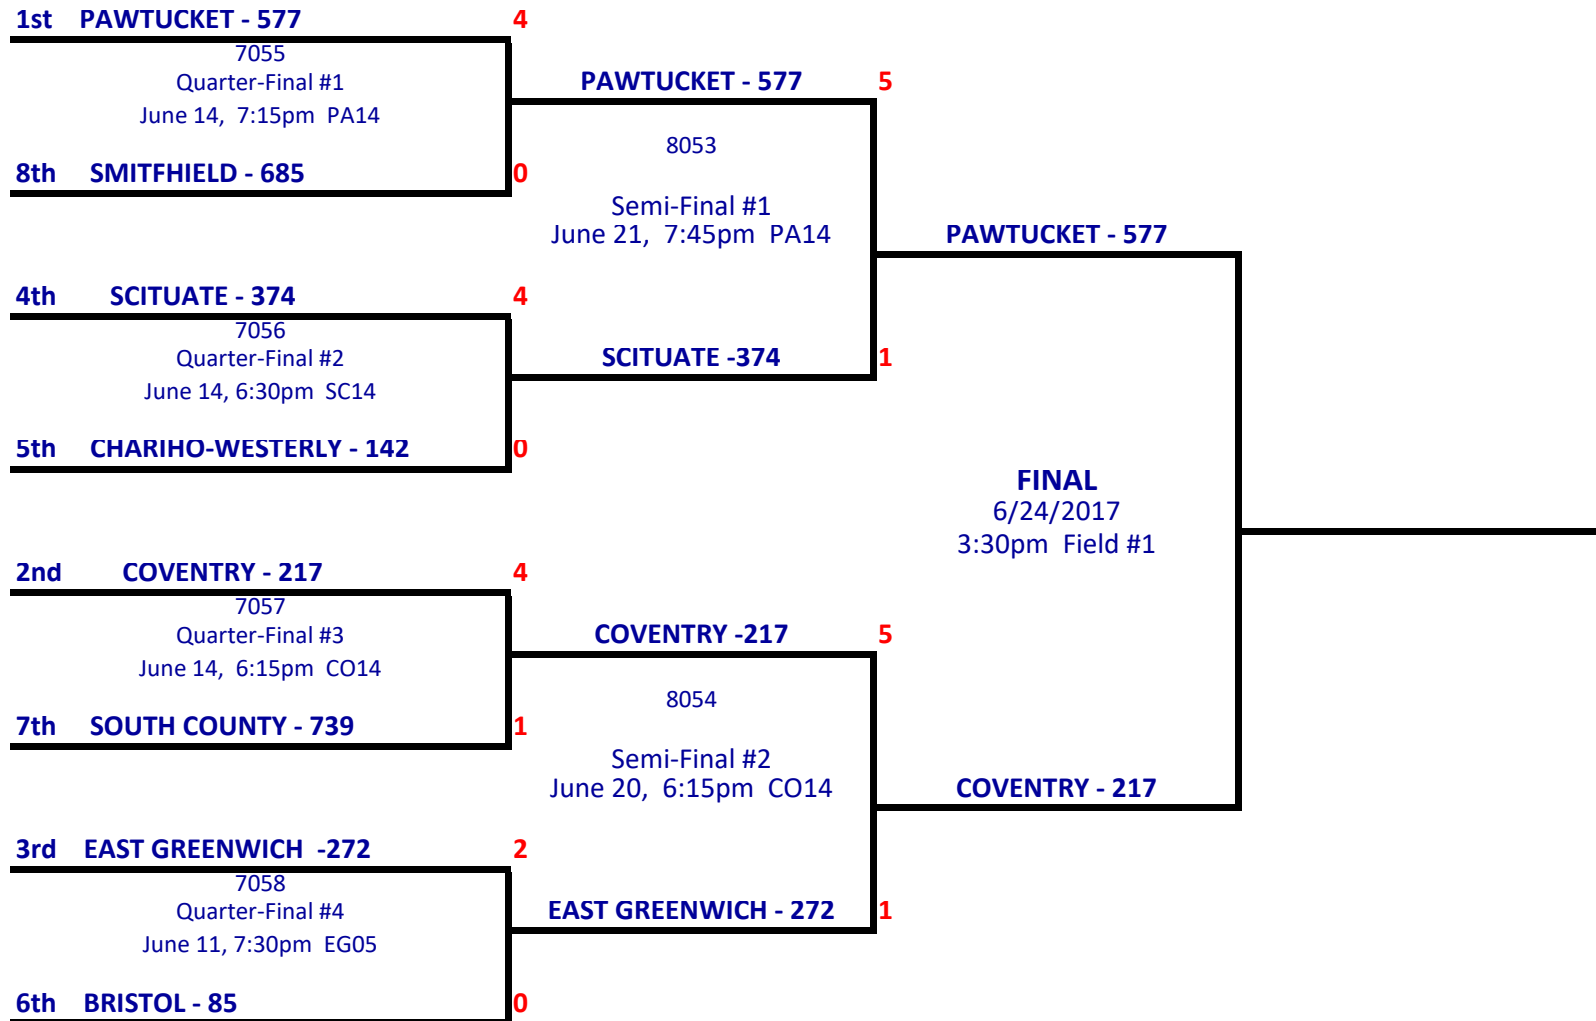 1st PAWTUCKET - 577 4
7055
Quarter-Final #1
June 14, 7:15pm PA14
8th SMITFHIELD - 685 0
4th SCITUATE - 374 4
7056
Quarter-Final #2
June 14, 6:30pm SC14
5th CHARIHO-WESTERLY - 142 0
2nd COVENTRY - 217 4
7057
Quarter-Final #3
June 14, 6:15pm CO14
7th SOUTH COUNTY - 739 1
3rd EAST GREENWICH -272 2
7058
Quarter-Final #4
June 11, 7:30pm EG05
6th BRISTOL - 85 0
PAWTUCKET - 577 5
8053
Semi-Final #1
June 21, 7:45pm PA14
SCITUATE -374 1
COVENTRY -217 5
8054
Semi-Final #2
June 20, 6:15pm CO14
EAST GREENWICH - 272 1
PAWTUCKET - 577
FINAL
6/24/2017
3:30pm Field #1
COVENTRY - 217